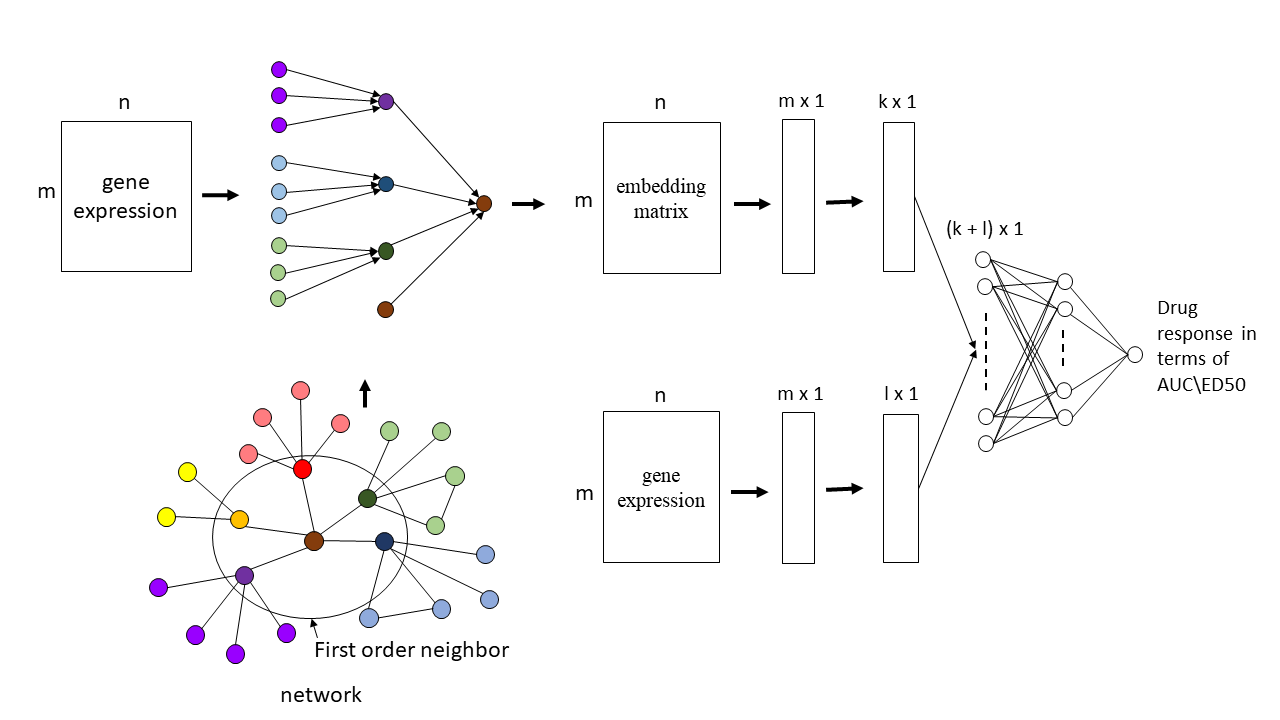 n
m
gene
expression
n
m
embedding
matrix
m x 1
k x 1
(k + l) x 1
Drug
response in
terms of
AUC\ED50
n
m
gene
expression
m x 1
l x 1
First order neighbor
network